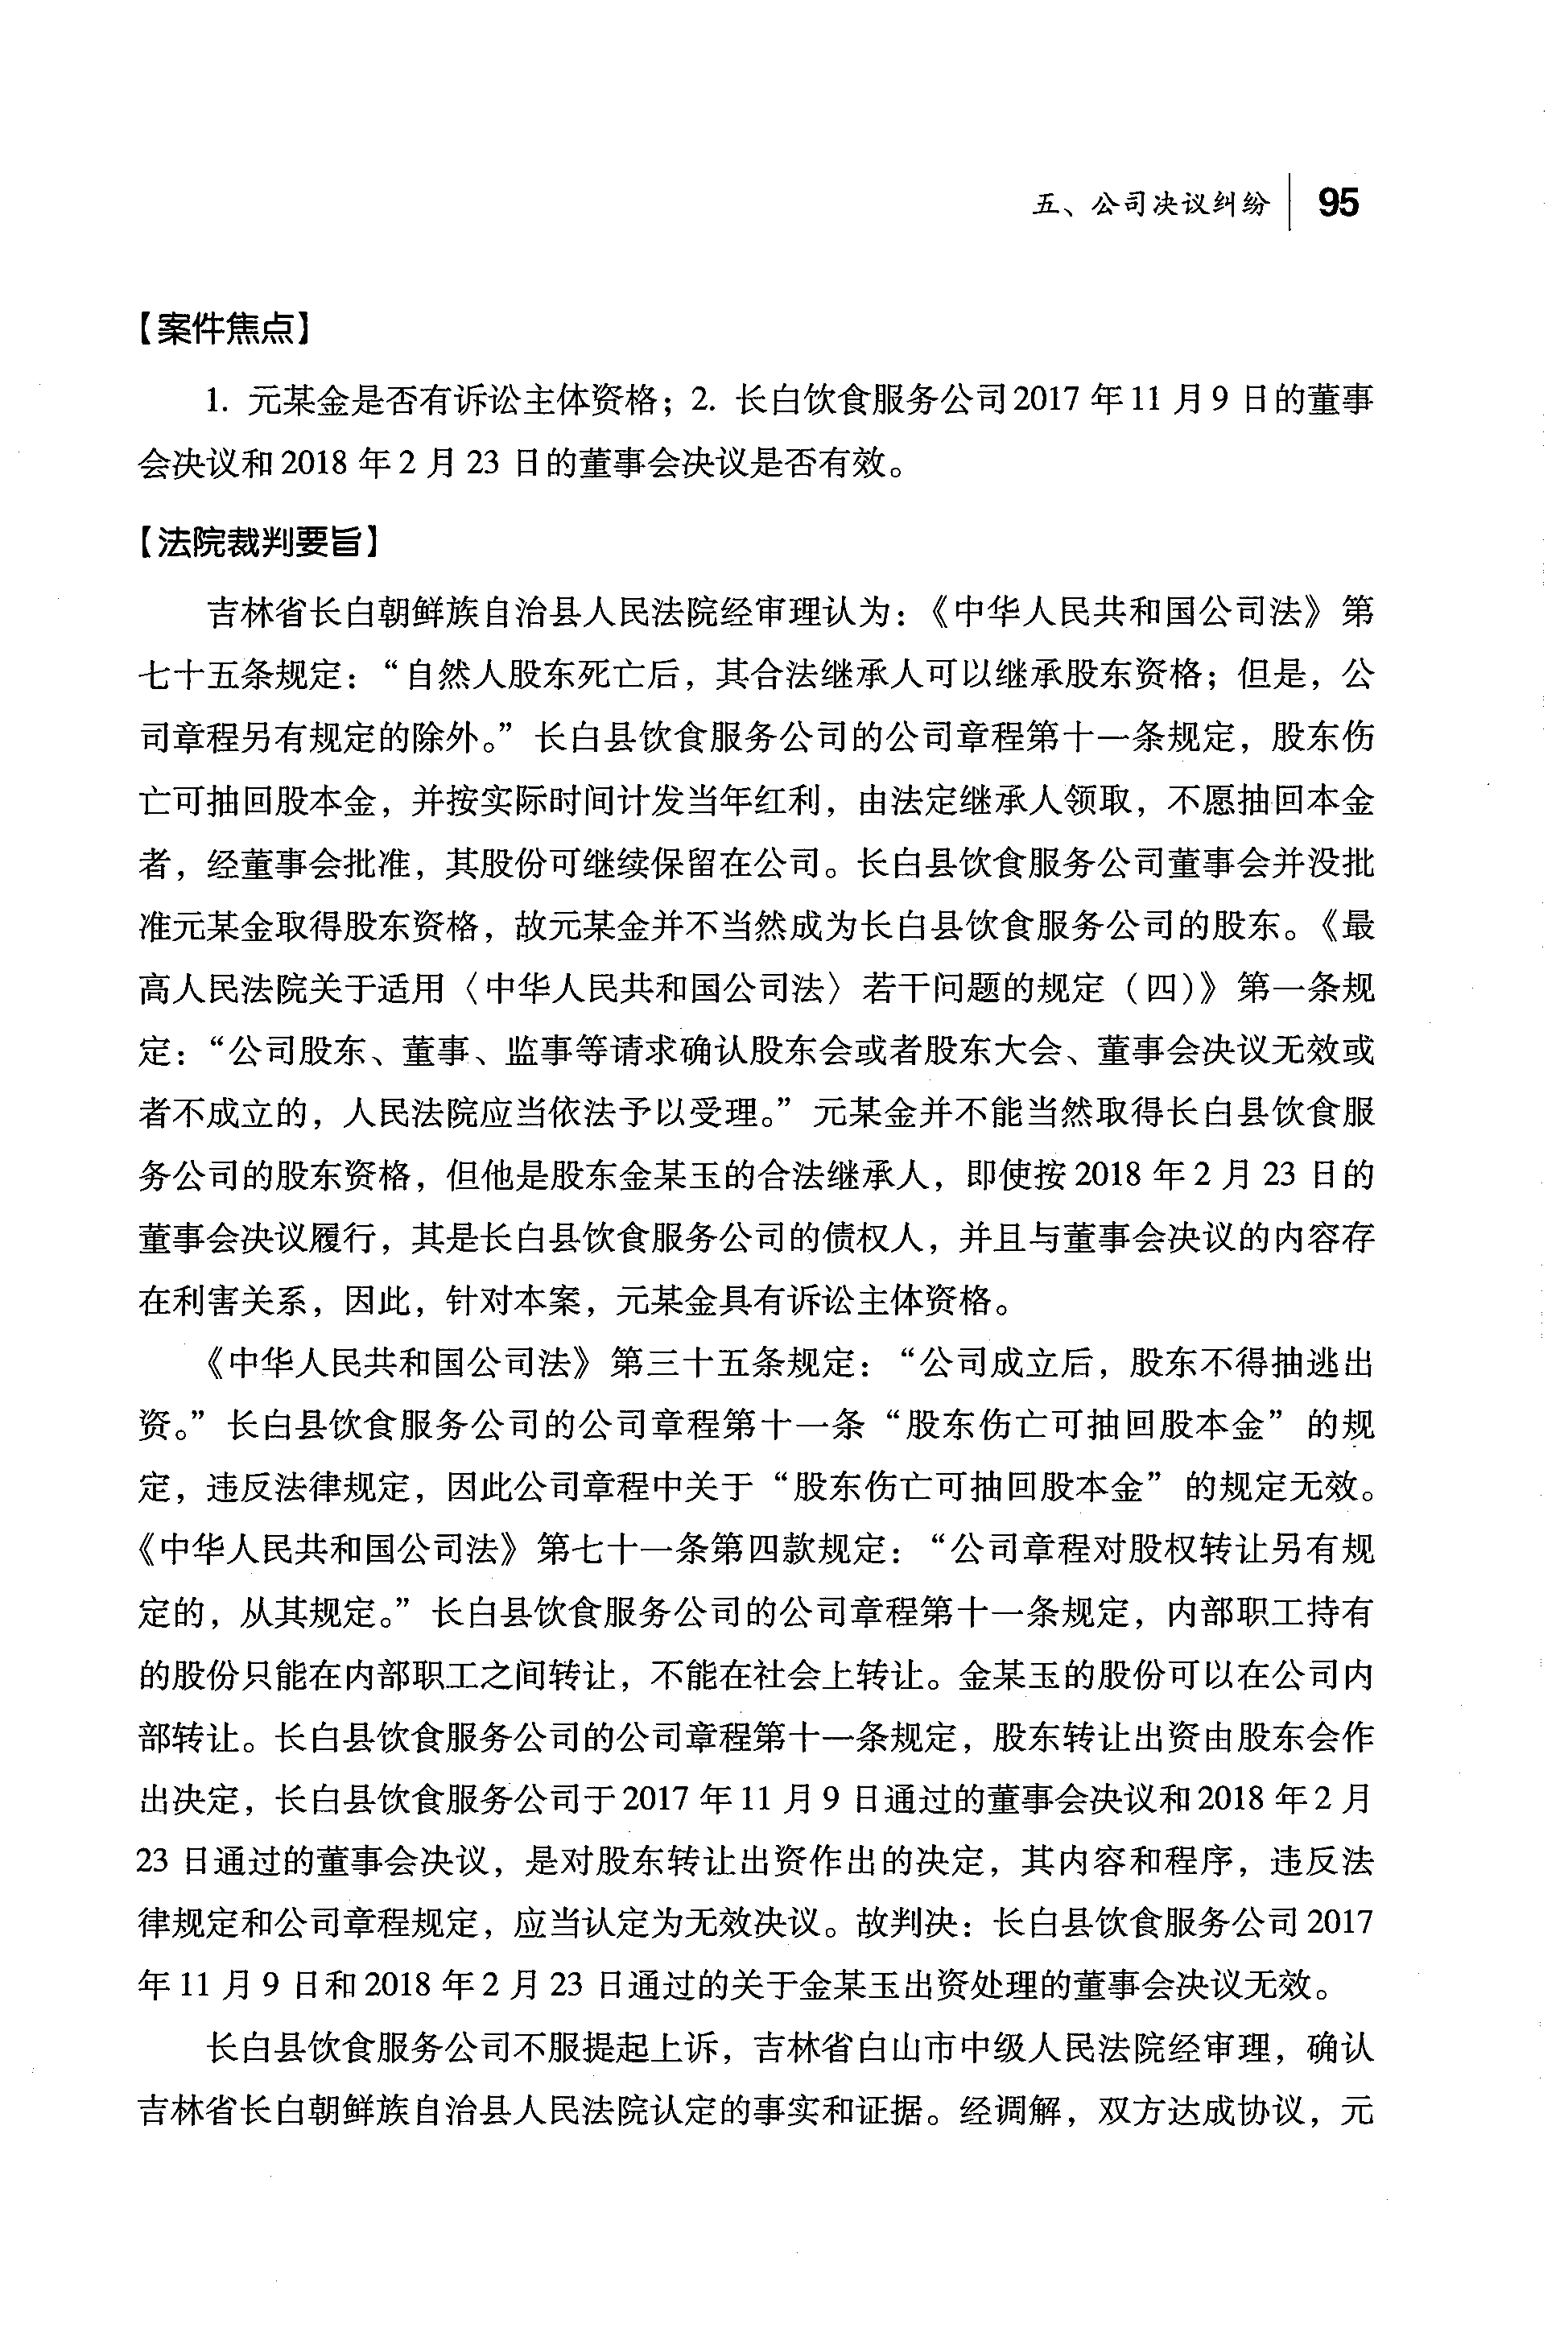 五、公司决议纠纷 95
【案件焦点】
1. 元某金是否有诉讼主体资格；2. 长白饮食服务公司2017 年11 月9 日的董事
会决议和2018 年2 月23 日的董事会决议是否有效。
【法院裁判要旨】
吉林省长白朝鲜族自治县人民法院经审理认为：《中华人民共和国公司法》第
七十五条规定：“自然人股东死亡后，其合法继承人可以继承股东资格；但是，公
司章程另有规定的除外。”长白县饮食服务公司的公司章程第十一条规定，股东伤
亡可抽回股本金，并按实际时间计发当年红利，由法定继承人领取，不愿抽回本金
者，经董事会批准，其股份可继续保留在公司。长白县饮食服务公司董事会并没批
准元某金取得股东资格，故元某金并不当然成为长白县饮食服务公司的股东。《最
高人民法院关于适用〈中华人民共和国公司法〉若干问题的规定（四）》第一条规
定：“公司股东、董事、监事等请求确认股东会或者股东大会、董事会决议无效或
者不成立的，人民法院应当依法予以受理。”元某金并不能当然取得长白县饮食服
务公司的股东资格，但他是股东金某玉的合法继承人，即使按2018 年2 月23 日的
董事会决议履行，其是长白县饮食服务公司的债权人，并且与董事会决议的内容存
在利害关系，因此，针对本案，元某金具有诉讼主体资格。
《中华人民共和国公司法》第三十五条规定：“公司成立后，股东不得抽逃出
资。”长白县饮食服务公司的公司章程第十一条“股东伤亡可抽回股本金”的规
定，违反法律规定，因此公司章程中关于“股东伤亡可抽回股本金”的规定无效。
《中华人民共和国公司法》第七十一条第四款规定：“公司章程对股权转让另有规
定的，从其规定。”长白县饮食服务公司的公司章程第十一条规定，内部职工持有
的股份只能在内部职工之间转让，不能在社会上转让。金某玉的股份可以在公司内
部转让。长白县饮食服务公司的公司章程第十一条规定，股东转让出资由股东会作
出决定，长白县饮食服务公司于2017 年11 月9 日通过的董事会决议和2018 年2 月
23 日通过的董事会决议，是对股东转让出资作出的决定，其内容和程序，违反法
律规定和公司章程规定，应当认定为无效决议。故判决：长白县饮食服务公司2017
年11 月9 日和2018 年2 月23 日通过的关于金某玉出资处理的董事会决议无效。
长白县饮食服务公司不服提起上诉，吉林省白山市中级人民法院经审理，确认
吉林省长白朝鲜族自治县人民法院认定的事实和证据。经调解，双方达成协议，元